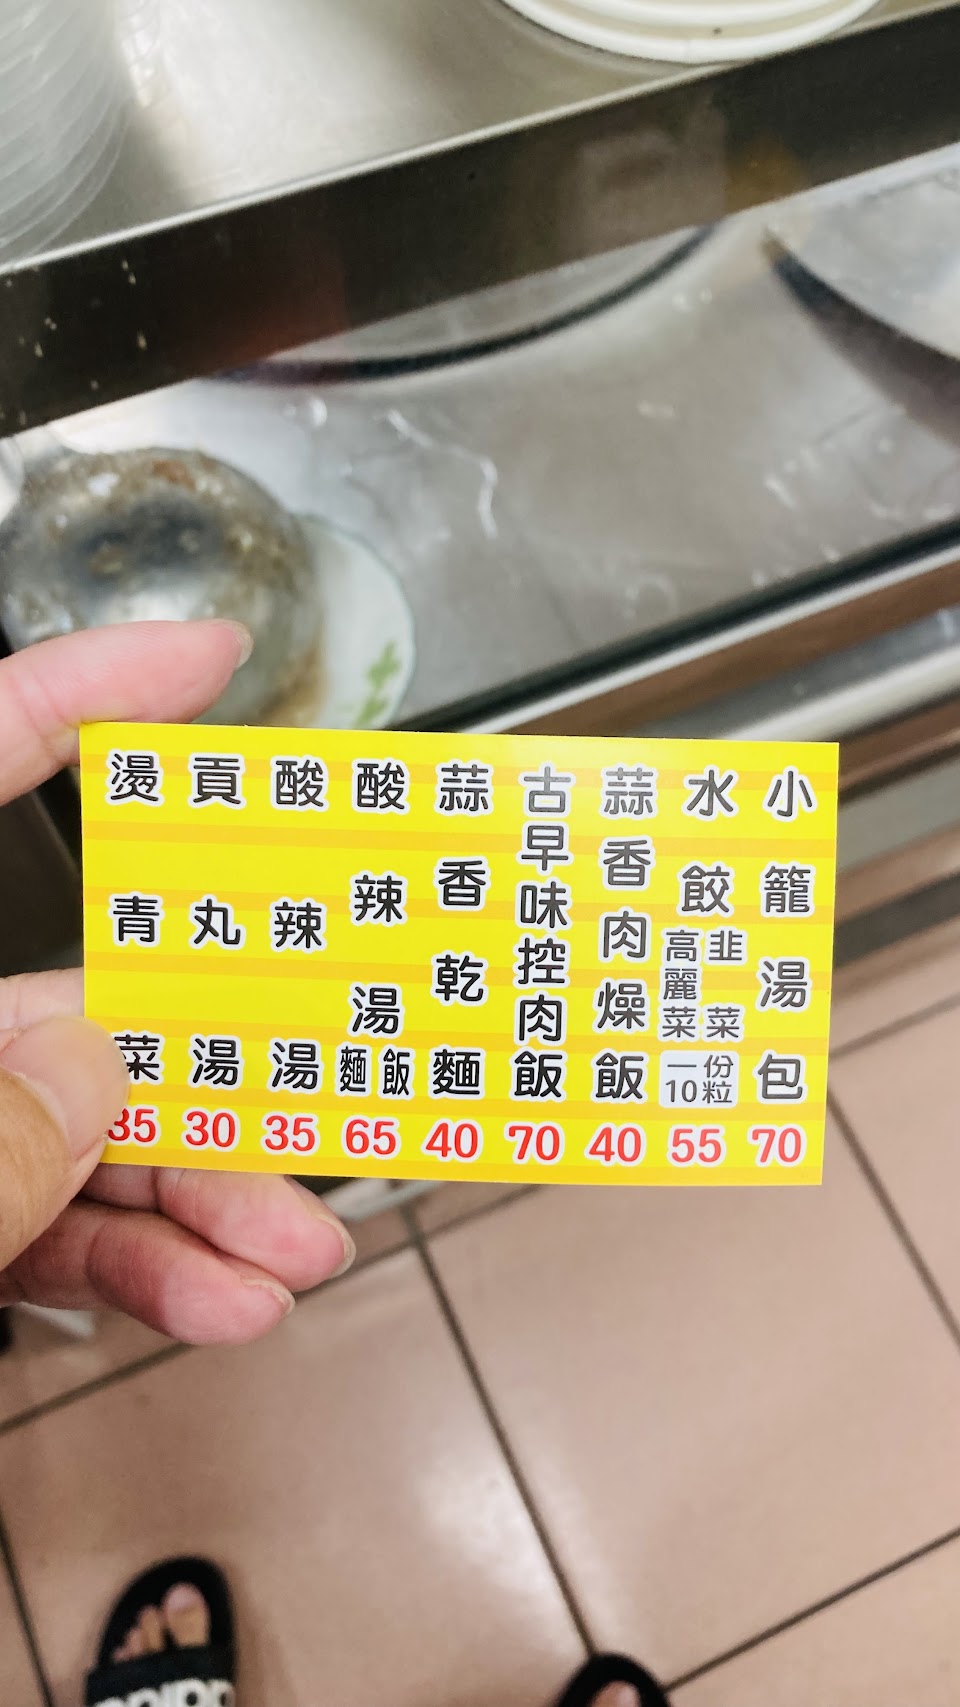 小籠湯包 70
水餃 高麗菜 韭菜 一份10粒 55
蒜香肉燥飯 40
古早味控肉飯 70
蒜香乾麵 40
酸辣湯麵 飯 65
酸辣湯 35
貢丸湯 30
燙青菜 35